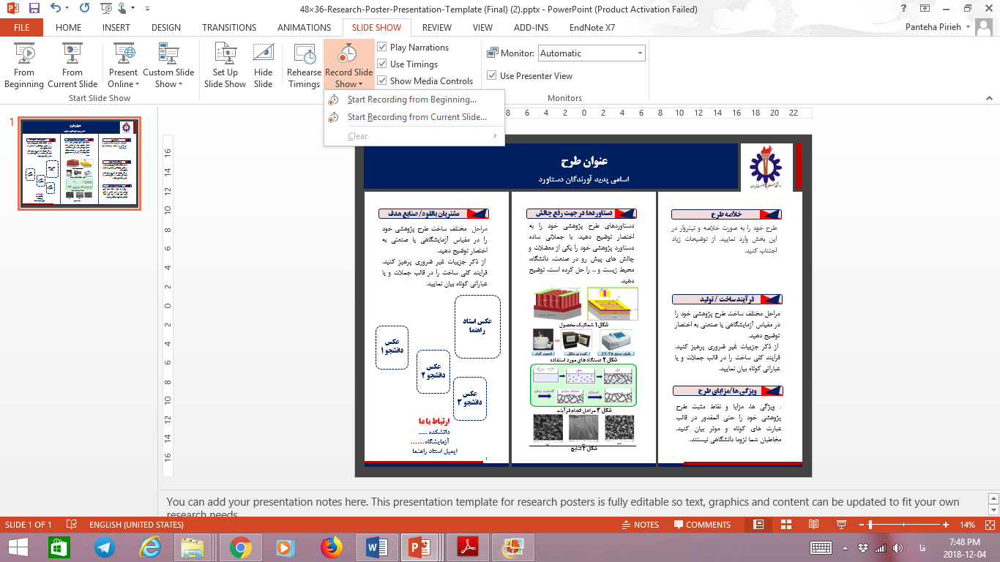 48×36-Research-Poster-Presentation-Template (Final) (2).pptx - PowerPoint (Product Activation Failed)
FILE HOME INSERT DESIGN TRANSITIONS ANIMATIONS SLIDE SHOW REVIEW VIEW ADD-INS EndNote X7
Panteha Pirieh
From Beginning
From Current Slide
Present Online
Custom Slide Show
Set Up Slide Show
Hide Slide
Rehearse Timings
Record Slide Show
Play Narrations
Use Timings
Show Media Controls
Monitor: Automatic
Use Presenter View
Start Slide Show
Monitors
Start Recording from Beginning...
Start Recording from Current Slide...
Clear
8 6 4 2 0 2 4 6 8 10 12 14 16 18 20 22
16
14
12
10
8
6
4
2
0
2
4
6
8
10
12
14
16
1
عنوان طرح
اسامی پدید آورندگان دستاورد
خلاصه طرح
طرح خود را به صورت خلاصه و تیتروار در
این بخش وارد نمایید. از توضیحات زیاد
اجتناب کنید.
فرآیند ساخت / تولید
مراحل مختلف ساخت طرح پژوهشی خود را
در مقیاس آزمایشگاهی یا صنعتی به اختصار
توضیح دهید.
از ذکر جزییات غیر ضروری پرهیز کنید.
فرایند کلی ساخت را در قالب جملات و یا
عباراتی کوتاه بیان نمایید.
ویژگی ها/مزایای طرح
. ویژگی ها، مزایا و نقاط مثبت طرح
پژوهشی خود را حتی المقدور در قالب
عبارت های کوتاه و موثر بیان کنید.
مخاطبان شما لزوما دانشگاهی نیستند..
دستاوردها در جهت رفع چالش
دستاوردهای طرح پژوهشی خود را به
اختصار توضیح دهید. با جملاتی ساده
دستاورد پژوهشی خود را یکی از معضلات و
چالش های پیش رو در صنعت، دانشگاه،
محیط زیست و ... را حل کرده است، توضیح
دهید.
شکل۱ شماتیک محصول
UV-Vis طیف سنج
شکل ۲ دستگاه های مورد استفاده
سل
ژل
گذشت زمان
خشک سازی
آیروژل
شکل ۳ مراحل انجام فرآیند
شکل ۴ نتایج
مشتریان بالقوه/ صنایع هدف
مراحل مختلف ساخت طرح پژوهشی خود
را در مقیاس آزمایشگاهی یا صنعتی به
اختصار توضیح دهید.
از ذکر جزییات غیر ضروری پرهیز کنید.
فرایند کلی ساخت را در قالب جملات و یا
عباراتی کوتاه بیان نمایید.
عکس استاد
راهنما
عکس
دانشجو ۱
عکس
دانشجو ۲
عکس
دانشجو ۳
ارتباط با ما
دانشکده ......
آزمایشگاه......
ایمیل استاد راهنما
You can add your presentation notes here. This presentation template for research posters is fully editable so text, graphics and content can be updated to fit your own
research needs
SLIDE 1 OF 1 ENGLISH (UNITED STATES) NOTES COMMENTS 14%
فا
7:48 PM
2018-12-04